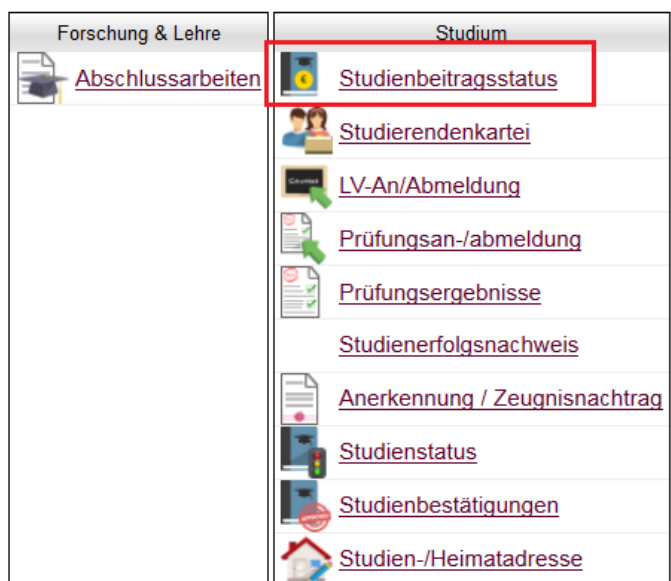 Forschung & Lehre
Abschlussarbeiten
Studium
Studienbeitragsstatus
Studierendenkartei
LV-An/Abmeldung
Prüfungsan-/abmeldung
Prüfungsergebnisse
Studienerfolgsnachweis
Anerkennung / Zeugnisnachtrag
Studienstatus
Studienbestätigungen
Studien-/Heimatadresse